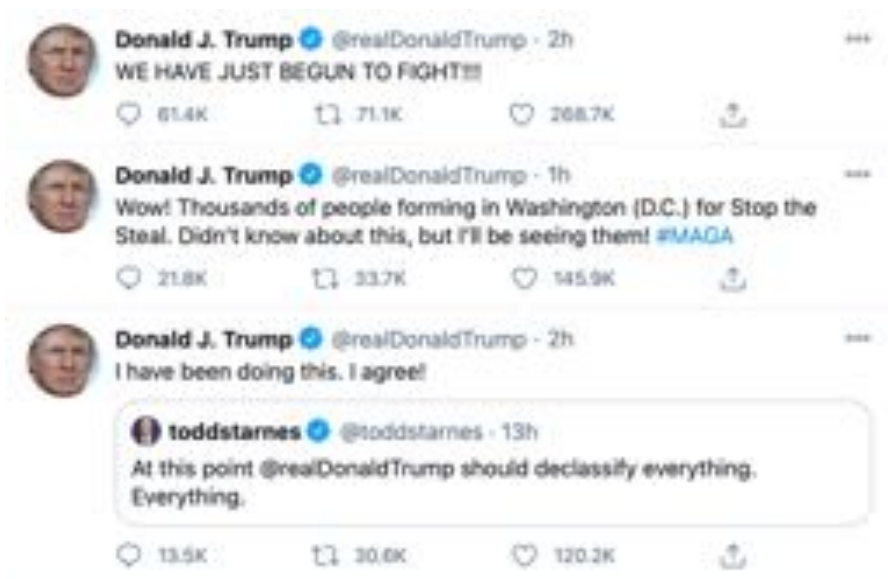 Donald J. Trump @realDonaldTrump · 2h
WE HAVE JUST BEGUN TO FIGHT!!!
61.4K 71.1K 268.7K
Donald J. Trump @realDonaldTrump · 1h
Wow! Thousands of people forming in Washington (D.C.) for Stop the
Steal. Didn't know about this, but I'll be seeing them! #MAGA
21.8K 33.7K 145.9K
Donald J. Trump @realDonaldTrump · 2h
I have been doing this. I agree!
toddstarnes @toddstarnes · 13h
At this point @realDonaldTrump should declassify everything.
Everything.
13.5K 30.6K 120.2K